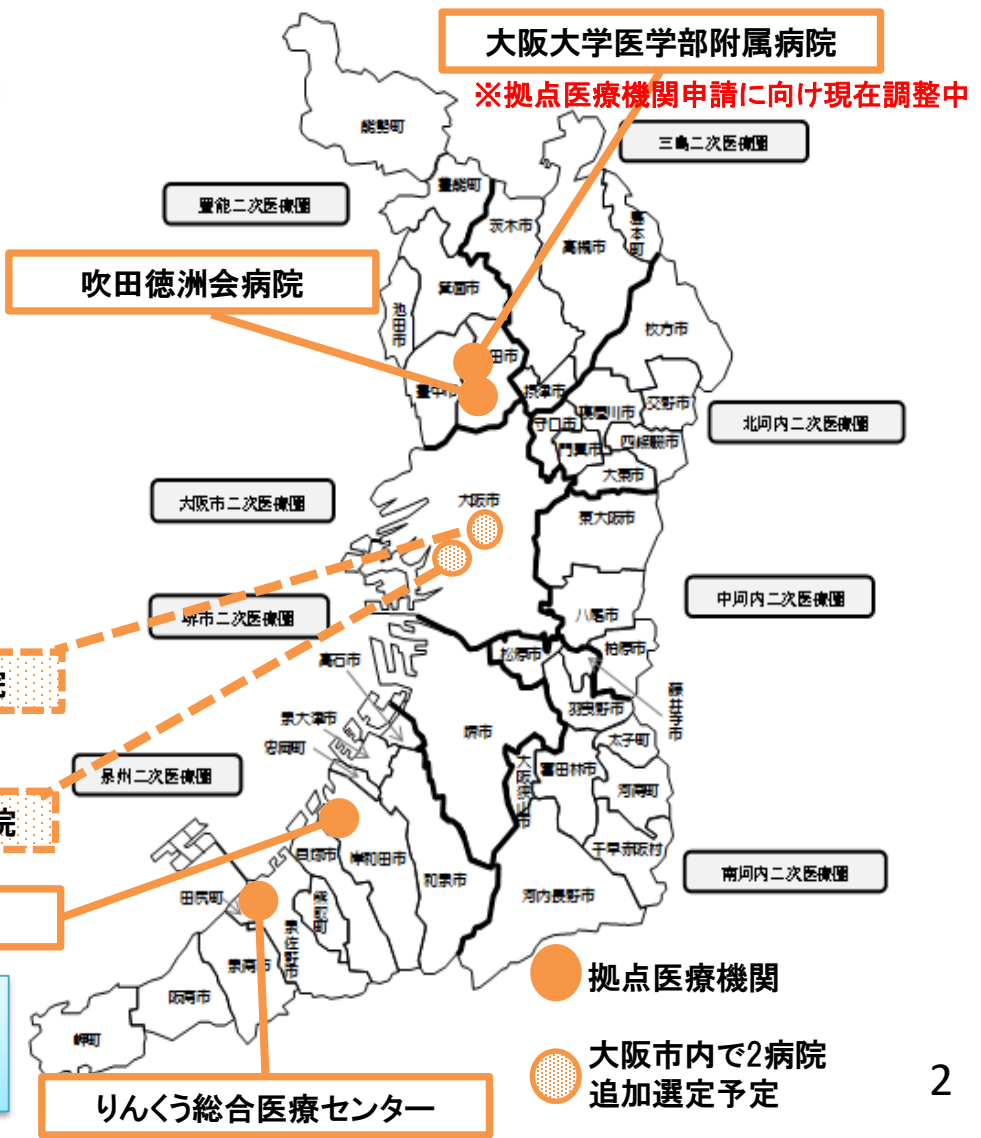 大阪大学医学部附属病院
※拠点医療機関申請に向け現在調整中
能勢町
三島二次医療圏
豊能町
豊能二次医療圏
茨木市
島本町
高槻市
吹田徳洲会病院
箕面市
池田市
枚方市
田市
豊中市
摂津市
交野市
寝屋川市
守口市
北河内二次医療圏
四條畷市
門真市
大東市
大阪市二次医療圏
大阪市
東大阪市
中河内二次医療圏
堺市二次医療圏
八尾市
柏原市
松原市
高石市
院
藤井寺市
羽曳野市
泉大津市
堺市
太子町
忠岡町
大阪狭山市
富田林市
泉州二次医療圏
河南町
院
千早赤阪村
貝塚市
岸和田市
和泉市
南河内二次医療圏
河内長野市
田尻町
熊取町
泉佐野市
泉南市
拠点医療機関
阪南市
岬町
大阪市内で2病院
追加選定予定
2
りんくう総合医療センター